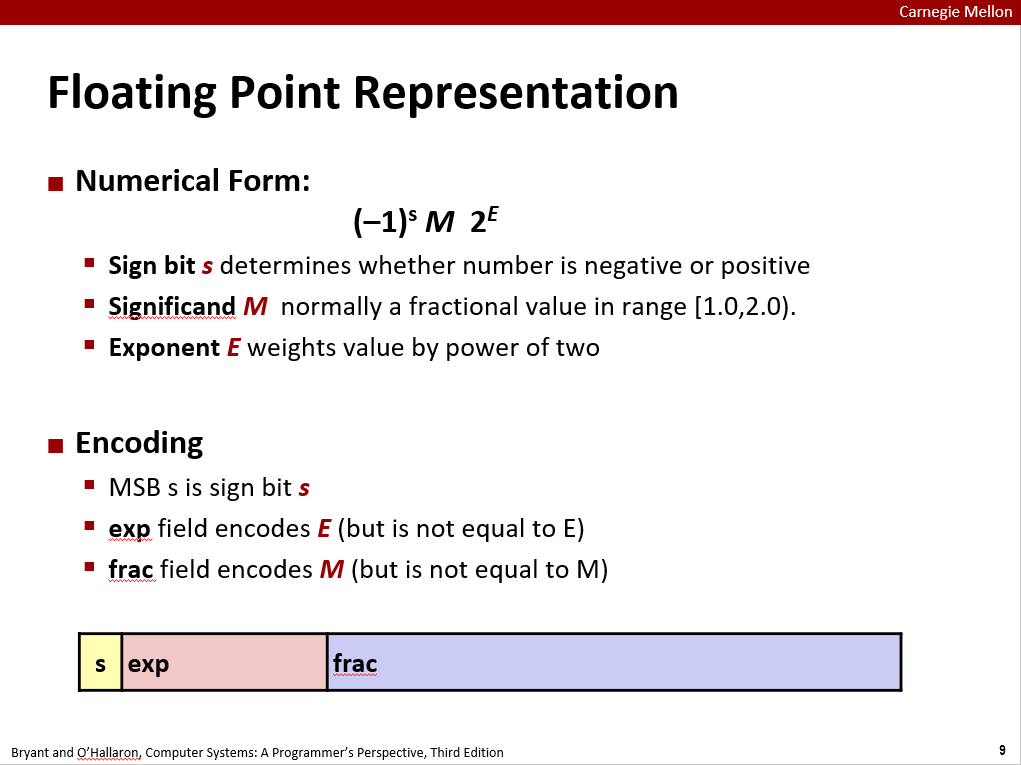 Carnegie Mellon
Floating Point Representation
Numerical Form:
(–1)ˢ M 2ᴱ
Sign bit s determines whether number is negative or positive
Significand M normally a fractional value in range [1.0,2.0).
Exponent E weights value by power of two
Encoding
MSB s is sign bit s
exp field encodes E (but is not equal to E)
frac field encodes M (but is not equal to M)
s exp frac
Bryant and O’Hallaron, Computer Systems: A Programmer’s Perspective, Third Edition 9